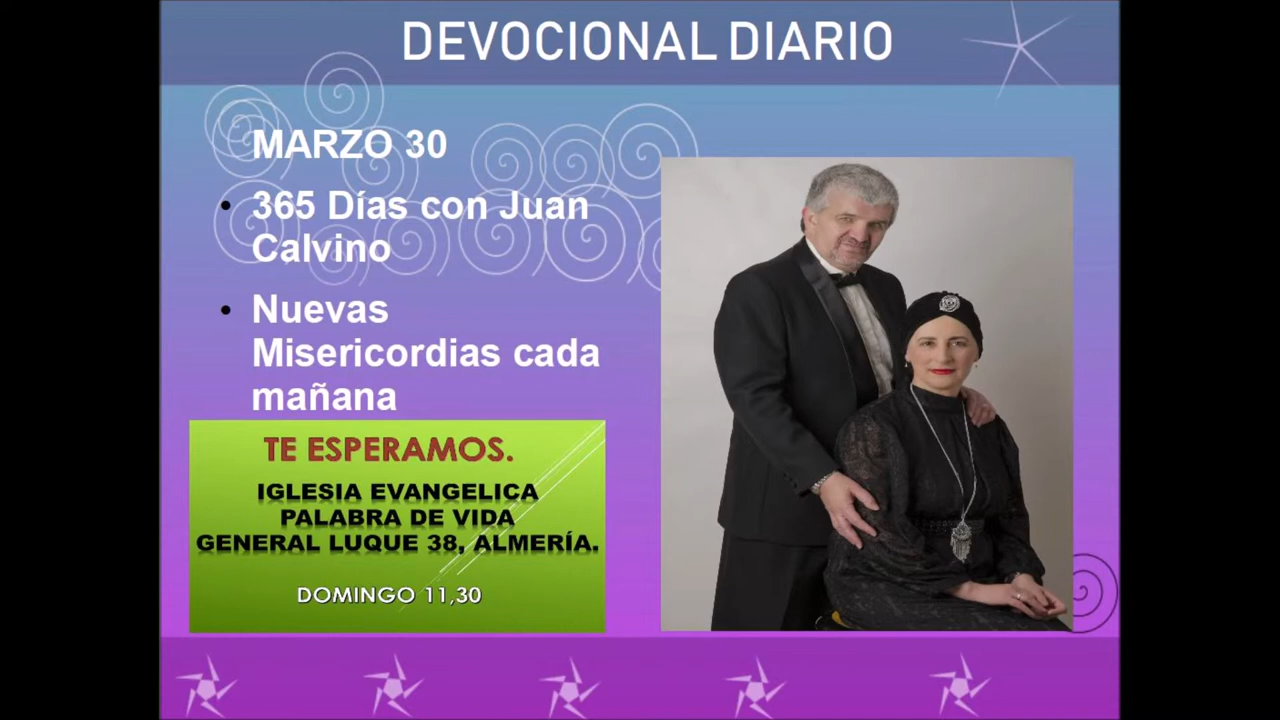 DEVOCIONAL DIARIO
MARZO 30
• 365 Días con Juan
Calvino
• Nuevas
Misericordias cada
mañana
TE ESPERAMOS.
IGLESIA EVANGELICA
PALABRA DE VIDA
GENERAL LUQUE 38, ALMERÍA.
DOMINGO 11,30